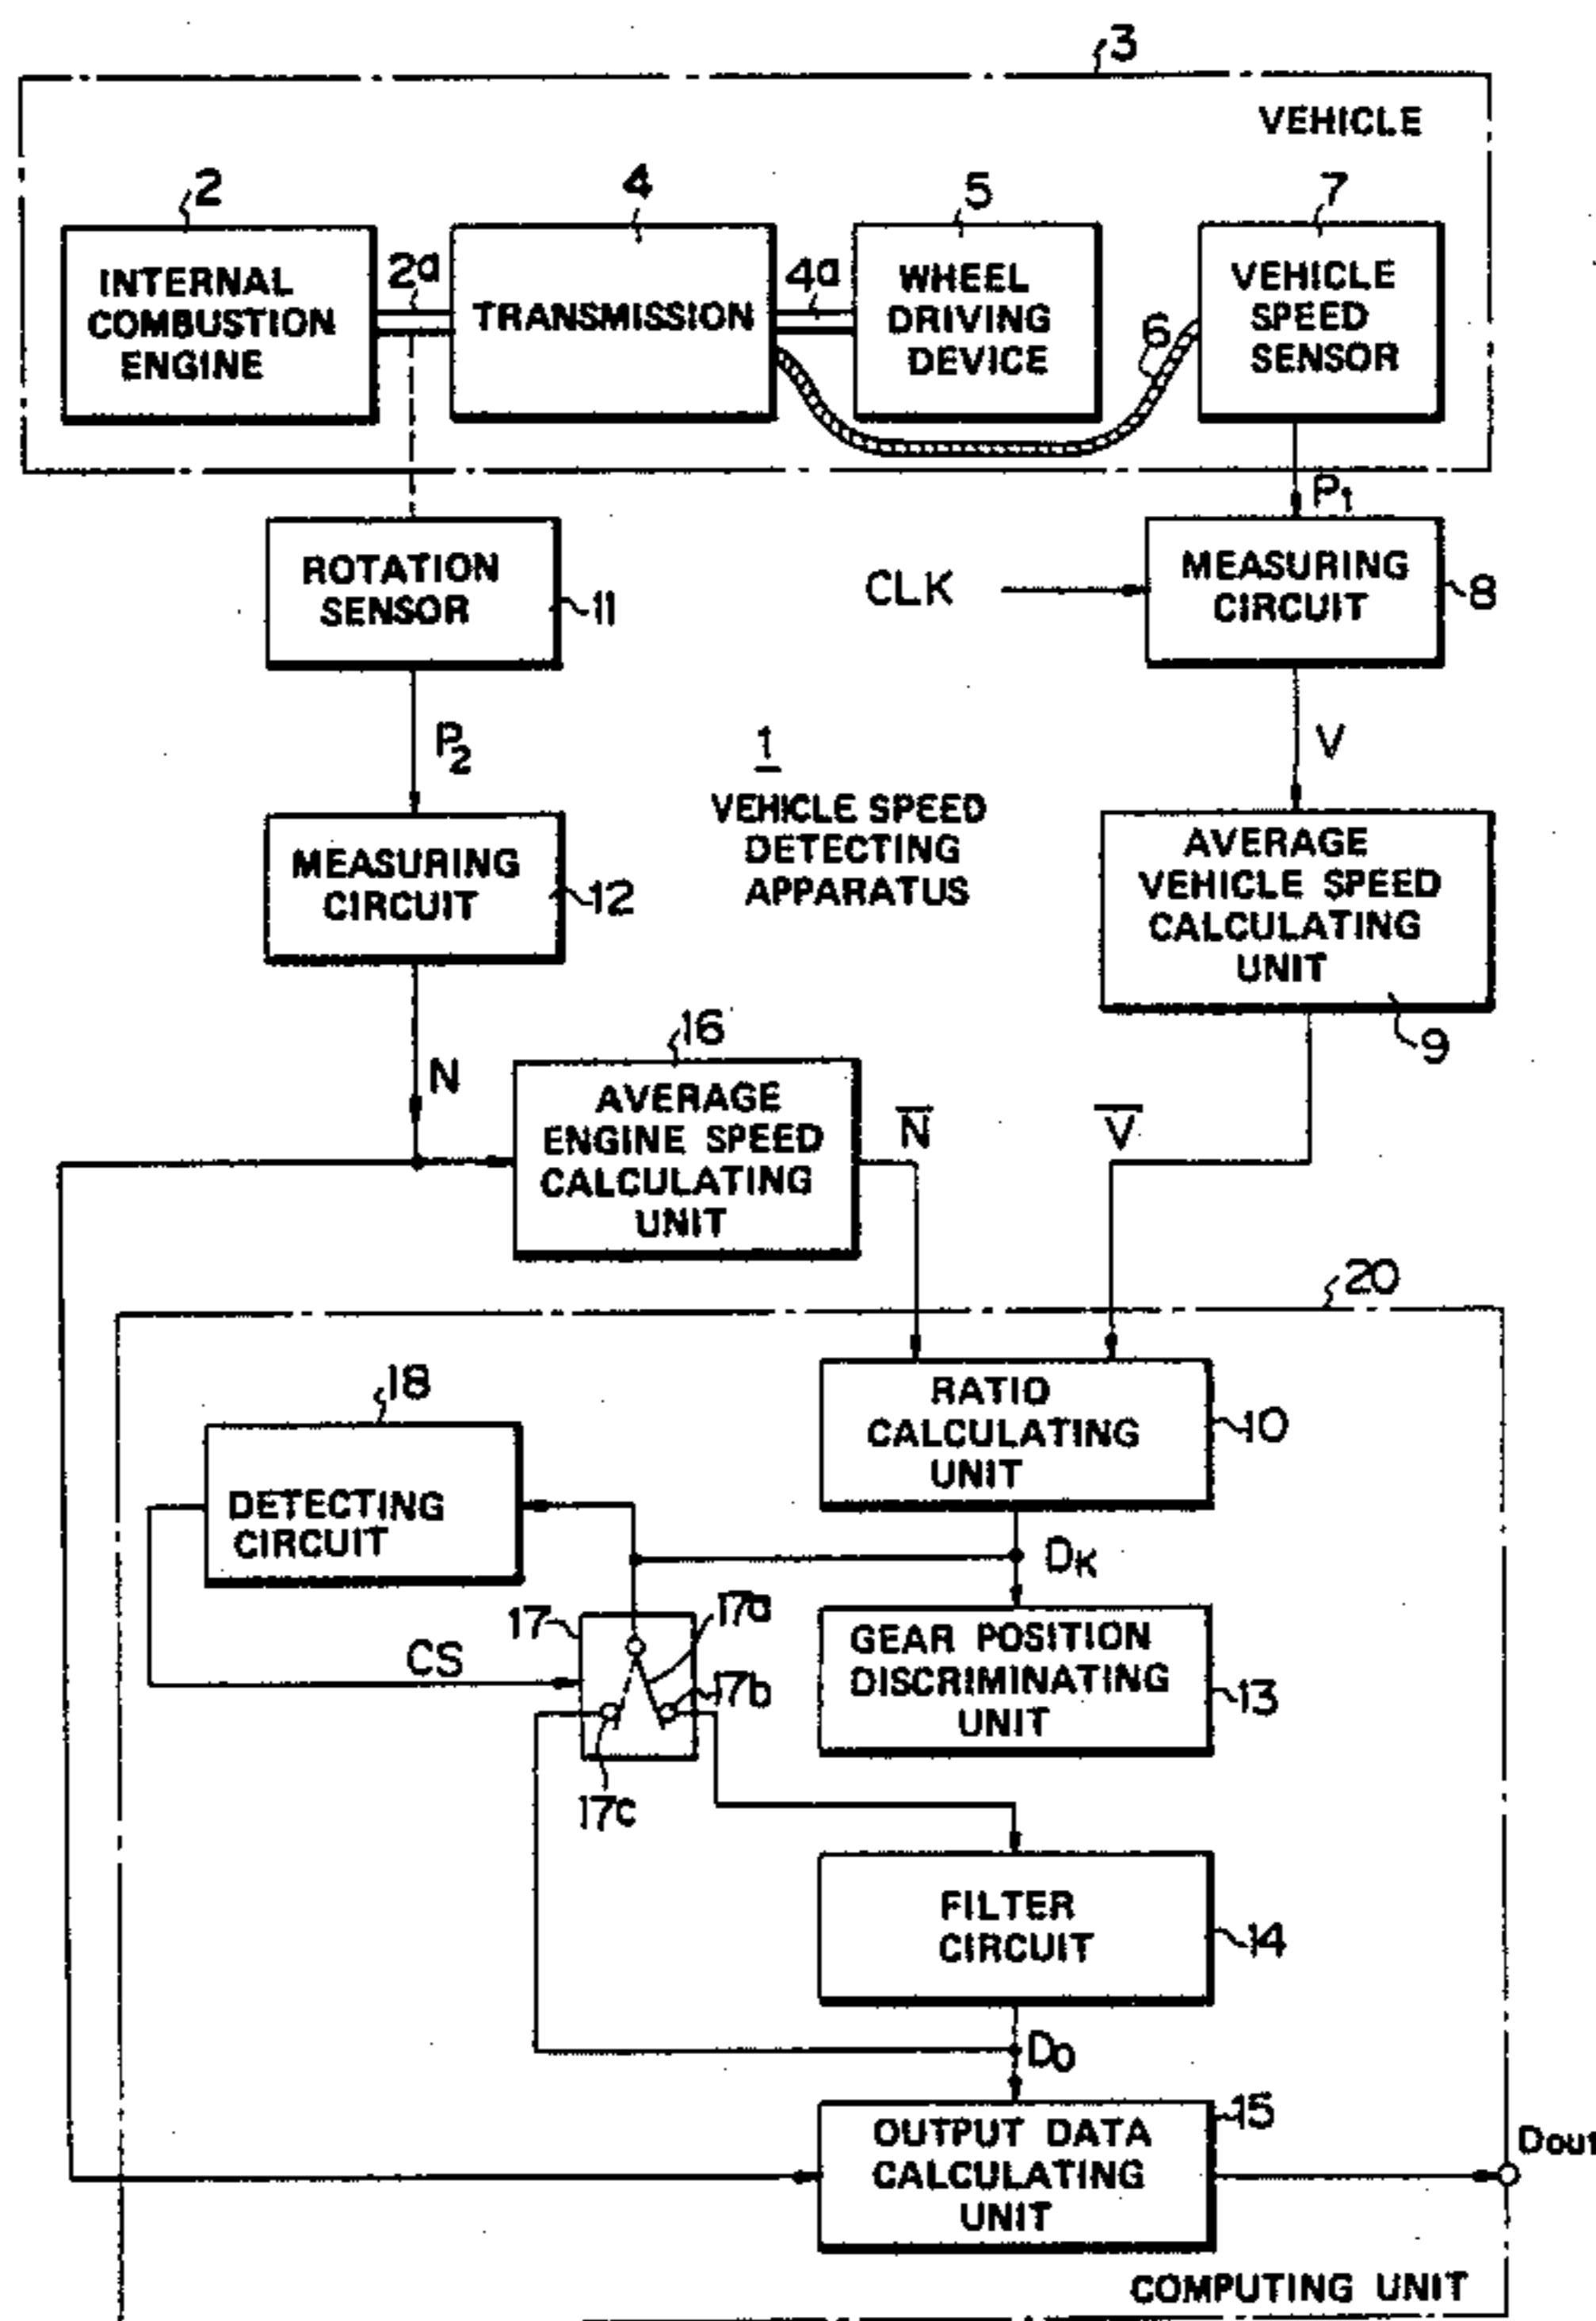 3
VEHICLE
2
4
5
7
INTERNAL
COMBUSTION
ENGINE
2a
TRANSMISSION
4a
WHEEL
DRIVING
DEVICE
6
VEHICLE
SPEED
SENSOR
P1
ROTATION
SENSOR
11
CLK
MEASURING
CIRCUIT
8
P2
V
1
VEHICLE SPEED
DETECTING
APPARATUS
MEASURING
CIRCUIT
12
AVERAGE
VEHICLE SPEED
CALCULATING
UNIT
9
N
16
AVERAGE
ENGINE SPEED
CALCULATING
UNIT
N̅
V̅
20
18
DETECTING
CIRCUIT
RATIO
CALCULATING
UNIT
10
DK
17
17a
CS
17b
17c
GEAR POSITION
DISCRIMINATING
UNIT
13
FILTER
CIRCUIT
14
D0
OUTPUT DATA
CALCULATING
UNIT
15
Dout
COMPUTING UNIT